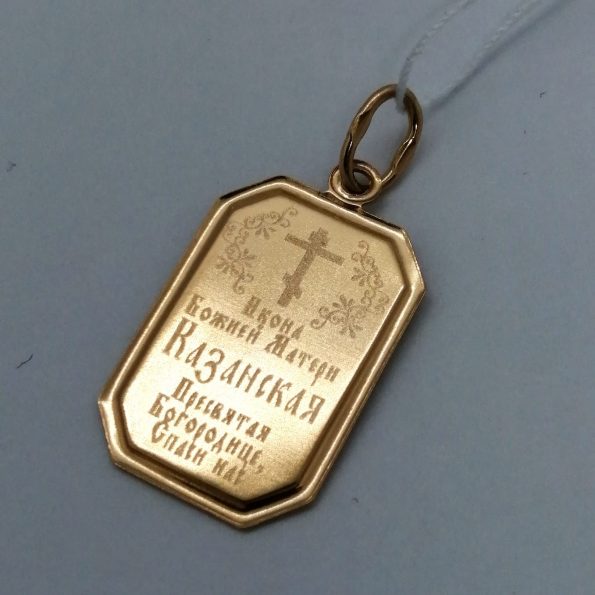 Икона
Божией Матери
Казанская
Пресвятая
Богородице,
Спаси нас